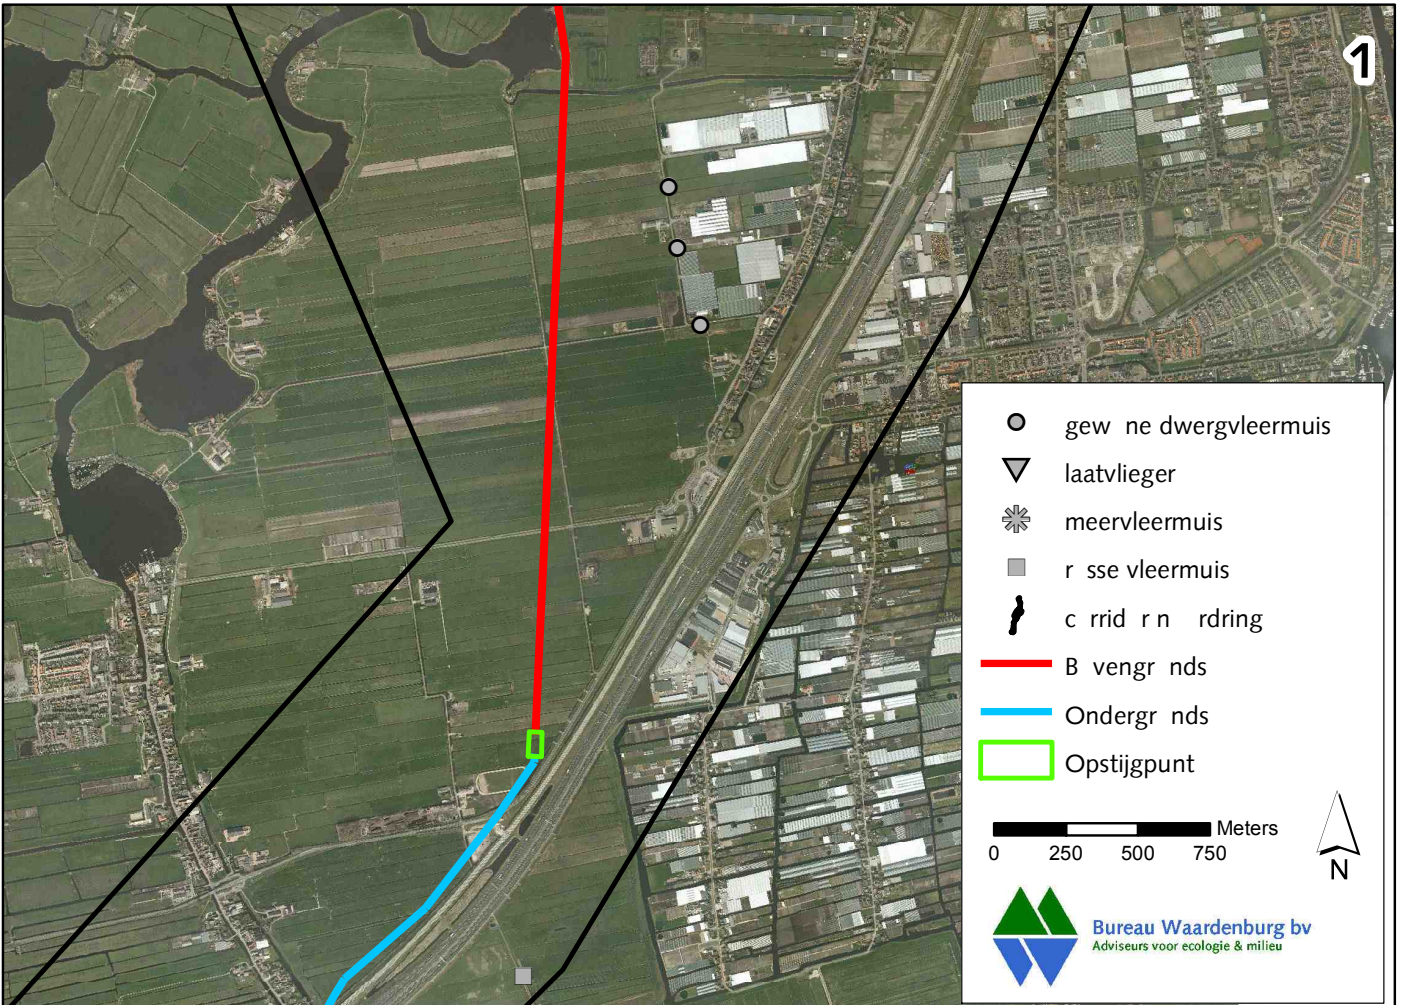 1
gew ne dwergvleermuis
laatvlieger
meervleermuis
r sse vleermuis
c rrid r n rdring
B vengr nds
Ondergr nds
Opstijgpunt
Meters
0 250 500 750
N
Bureau Waardenburg bv
Adviseurs voor ecologie & milieu